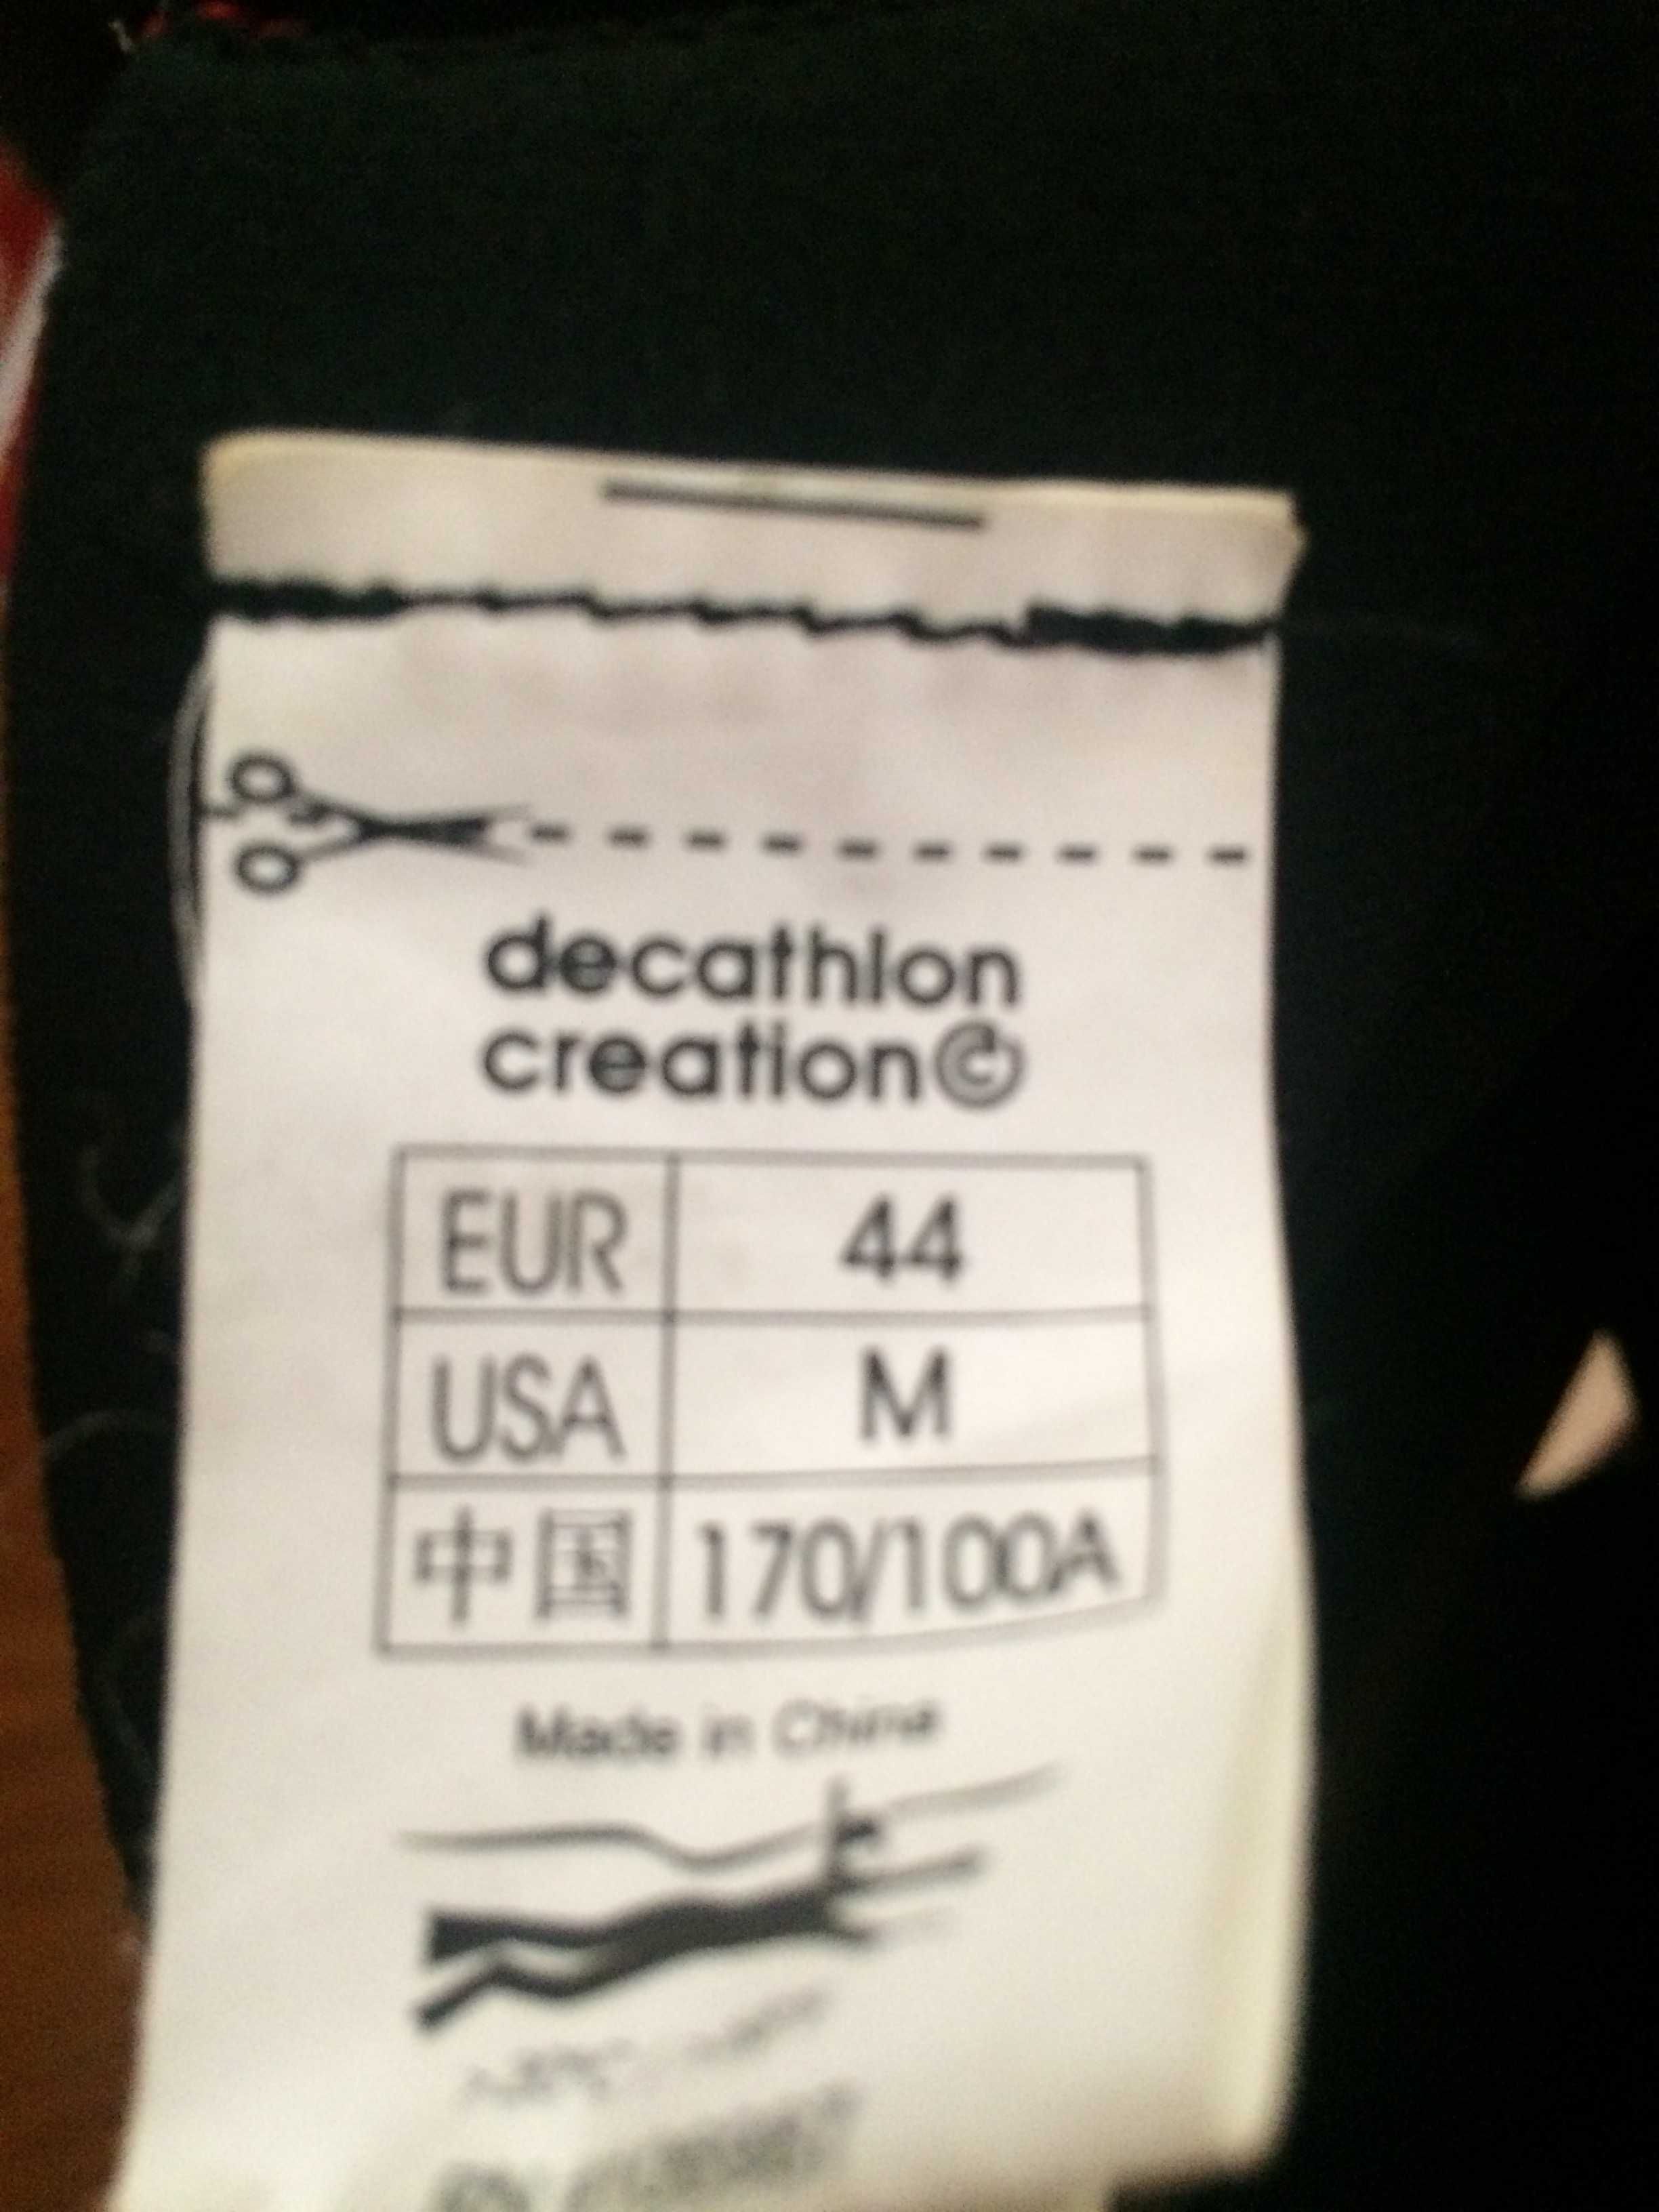 decathlon
creation©
EUR 44
USA M
中国 170/100A
Made in China